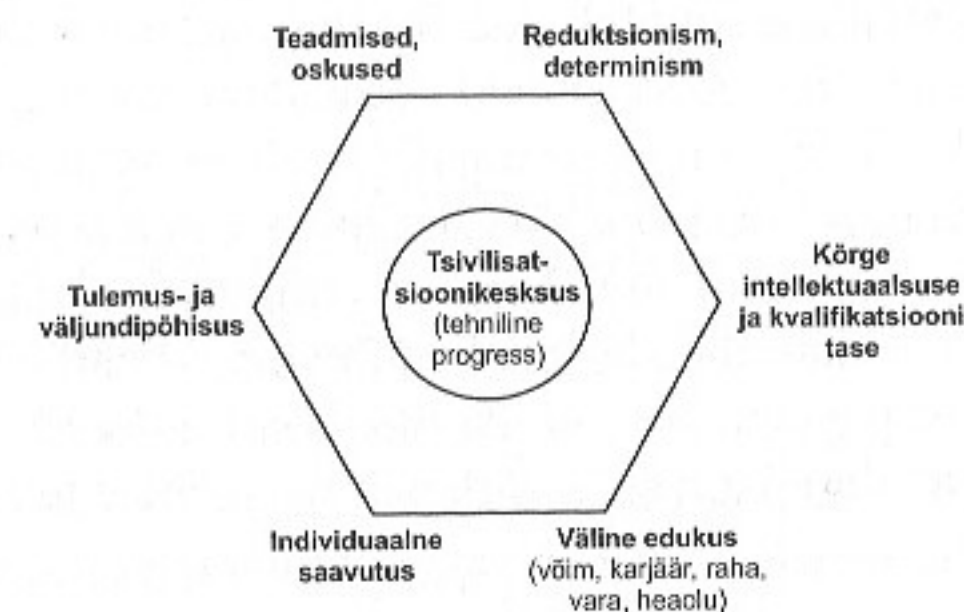 Teadmised,
oskused
Reduktsionism,
determinism
Tulemus- ja
väljundipõhisus
Tsivilisat-
sioonikesksus
(tehniline
progress)
Kõrge
intellektuaalsuse
ja kvalifikatsiooni
tase
Individuaalne
saavutus
Väline edukus
(võim, karjäär, raha,
vara, heaolu)